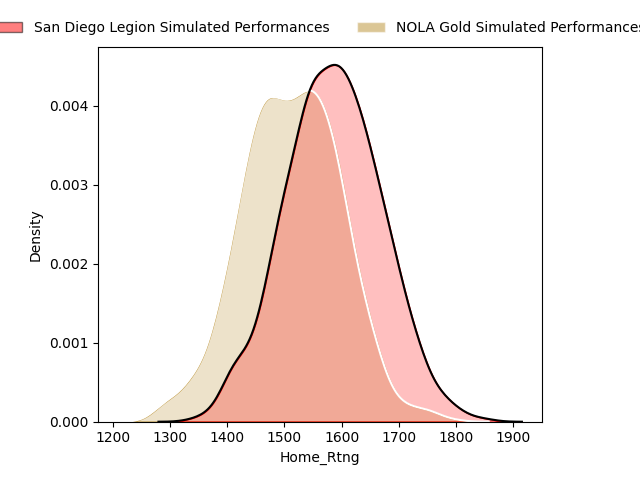 San Diego Legion Simulated Performances NOLA Gold Simulated Performances
0.004
0.003
0.002
0.001
0.000
Density
1200 1300 1400 1500 1600 1700 1800 1900
Home_Rtng